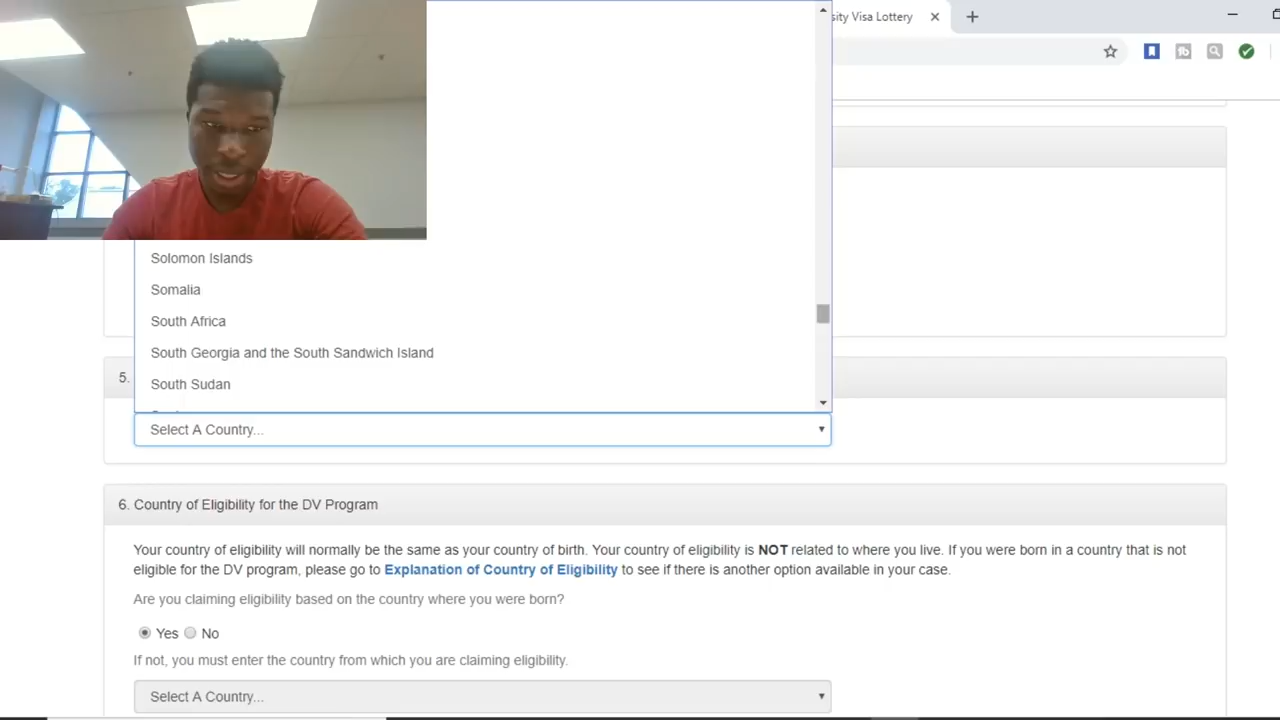 sity Visa Lottery
Solomon Islands
Somalia
South Africa
South Georgia and the South Sandwich Island
South Sudan
5.
Select A Country...
6. Country of Eligibility for the DV Program
Your country of eligibility will normally be the same as your country of birth. Your country of eligibility is NOT related to where you live. If you were born in a country that is not
eligible for the DV program, please go to Explanation of Country of Eligibility to see if there is another option available in your case.
Are you claiming eligibility based on the country where you were born?
Yes No
If not, you must enter the country from which you are claiming eligibility.
Select A Country...